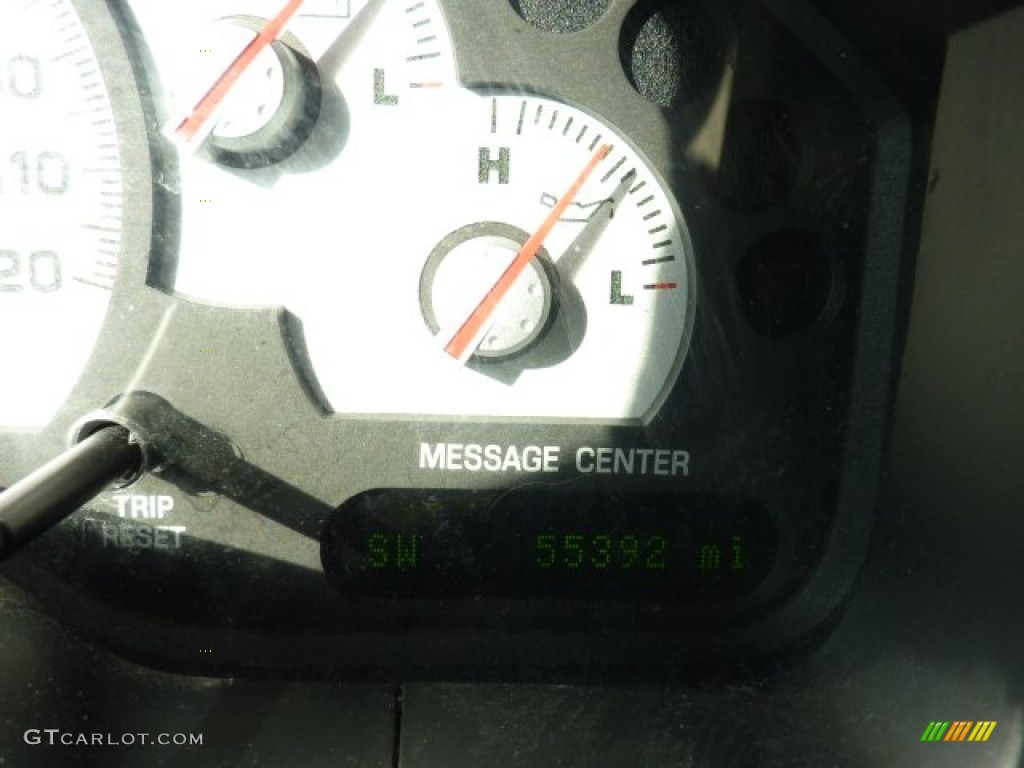 L
H
110
L
20
MESSAGE CENTER
TRIP
RESET
SW 55392 mi
GTCARLOT.COM